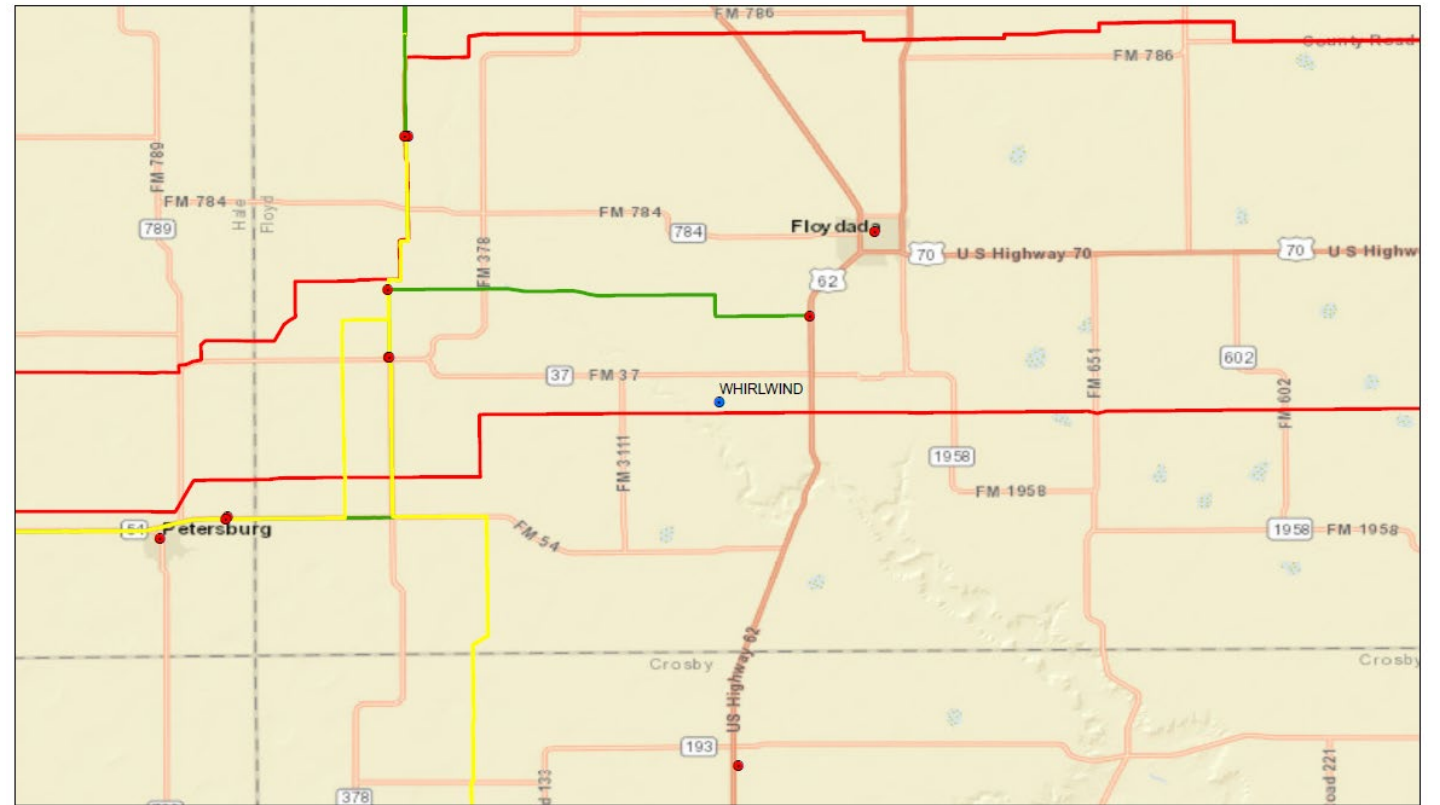 FM 786
County Road
FM 786
FM 789
FM 784
Hale
Floyd
FM 784
789
784
Floydada
FM 378
70
U S Highway 70
70
U S Highw
62
FM 651
602
37
FM 37
WHIRLWIND
FM 602
FM 3111
1958
FM 1958
54
Petersburg
FM 54
1958
FM 1958
Crosby
Crosby
US Highway 62
193
378
d 133
oad 221